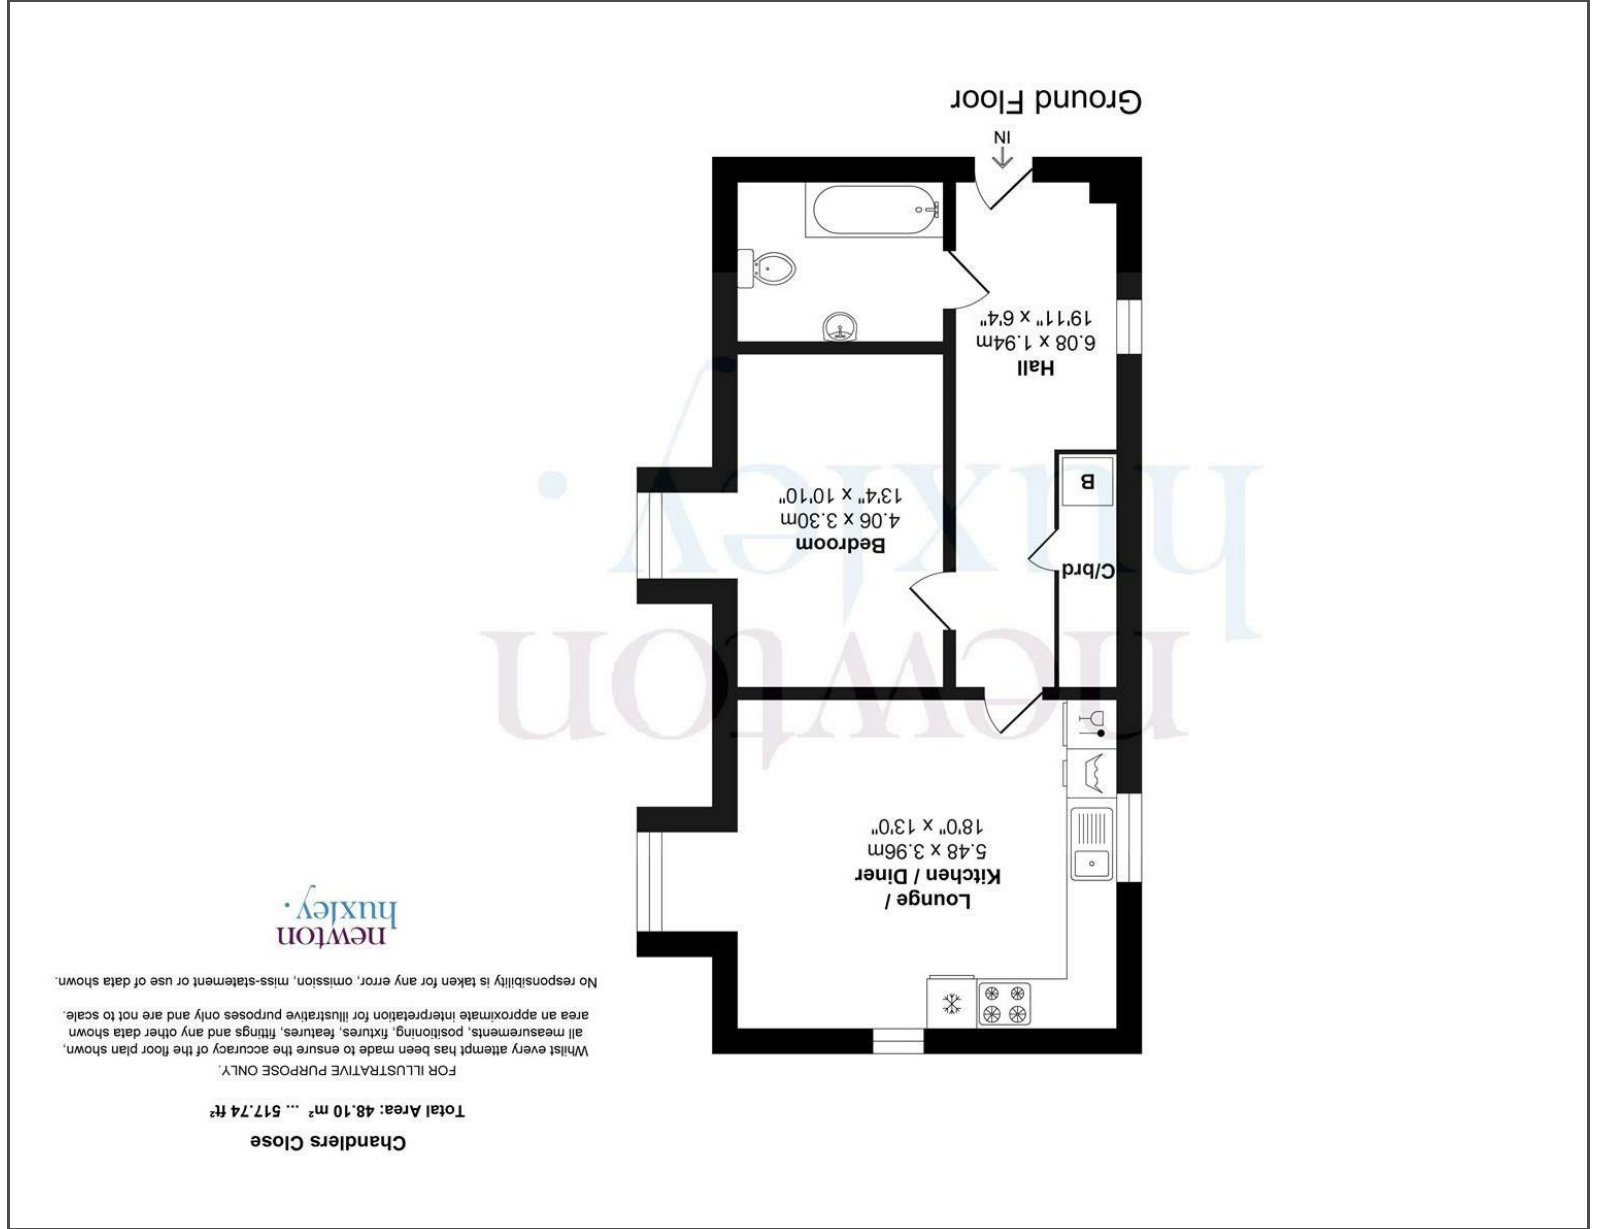 Chandlers Close
Total Area: 48.10 m² ... 517.74 ft²
FOR ILLUSTRATIVE PURPOSE ONLY.
Whilst every attempt has been made to ensure the accuracy of the floor plan shown,
all measurements, positioning, fixtures, features, fittings and any other data shown
area an approximate interpretation for illustrative purposes only and are not to scale.
No responsibility is taken for any error, omission, miss-statement or use of data shown.
newton
huxley.
Lounge /
Kitchen / Diner
5.48 x 3.96m
18'0" x 13'0"
newton
huxley.
C/brd
B
Bedroom
4.06 x 3.30m
13'4" x 10'10"
Hall
6.08 x 1.94m
19'11" x 6'4"
IN
Ground Floor